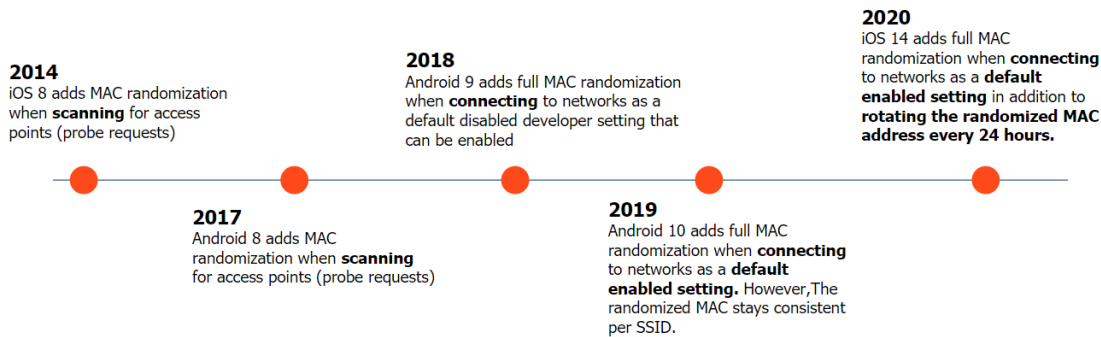 2014
iOS 8 adds MAC randomization
when scanning for access
points (probe requests)
2017
Android 8 adds MAC
randomization when scanning
for access points (probe requests)
2018
Android 9 adds full MAC randomization
when connecting to networks as a
default disabled developer setting that
can be enabled
2019
Android 10 adds full MAC
randomization when connecting
to networks as a default
enabled setting. However,The
randomized MAC stays consistent
per SSID.
2020
iOS 14 adds full MAC
randomization when connecting
to networks as a default
enabled setting in addition to
rotating the randomized MAC
address every 24 hours.